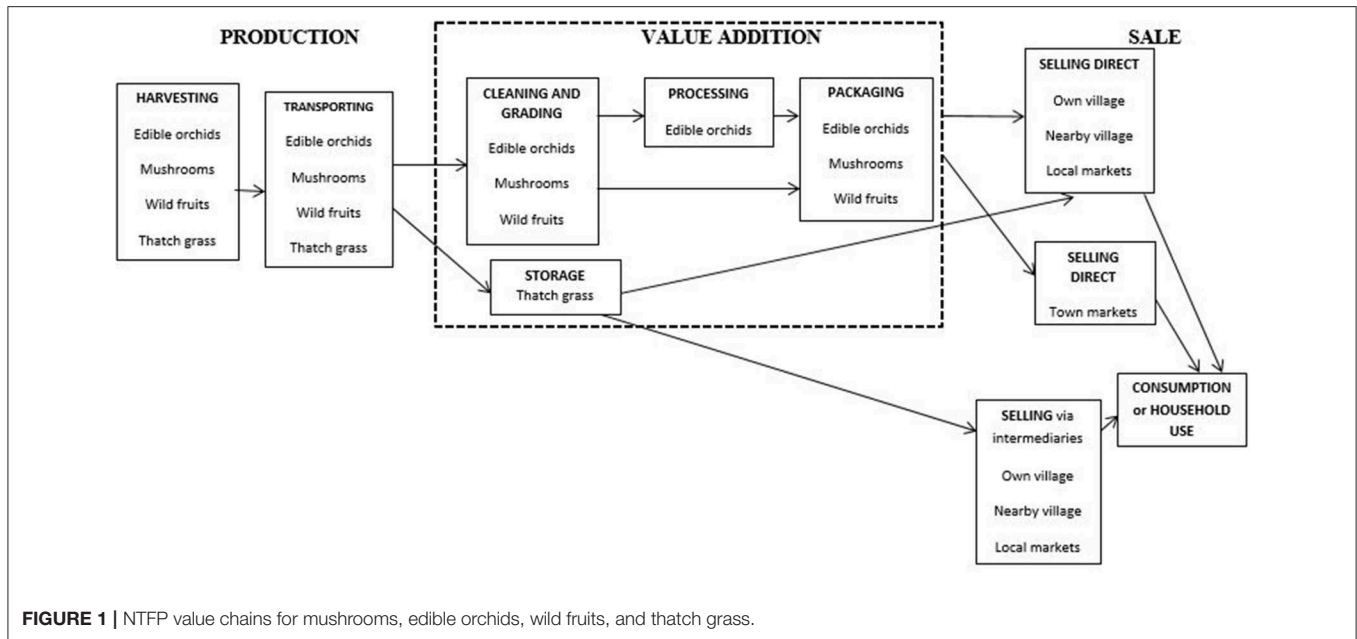 PRODUCTION
VALUE ADDITION
SALE
HARVESTING
Edible orchids
Mushrooms
Wild fruits
Thatch grass
TRANSPORTING
Edible orchids
Mushrooms
Wild fruits
Thatch grass
CLEANING AND
GRADING
Edible orchids
Mushrooms
Wild fruits
PROCESSING
Edible orchids
PACKAGING
Edible orchids
Mushrooms
Wild fruits
STORAGE
Thatch grass
SELLING DIRECT
Own village
Nearby village
Local markets
SELLING
DIRECT
Town markets
SELLING via
intermediaries
Own village
Nearby village
Local markets
CONSUMPTION
or HOUSEHOLD
USE
FIGURE 1 | NTFP value chains for mushrooms, edible orchids, wild fruits, and thatch grass.